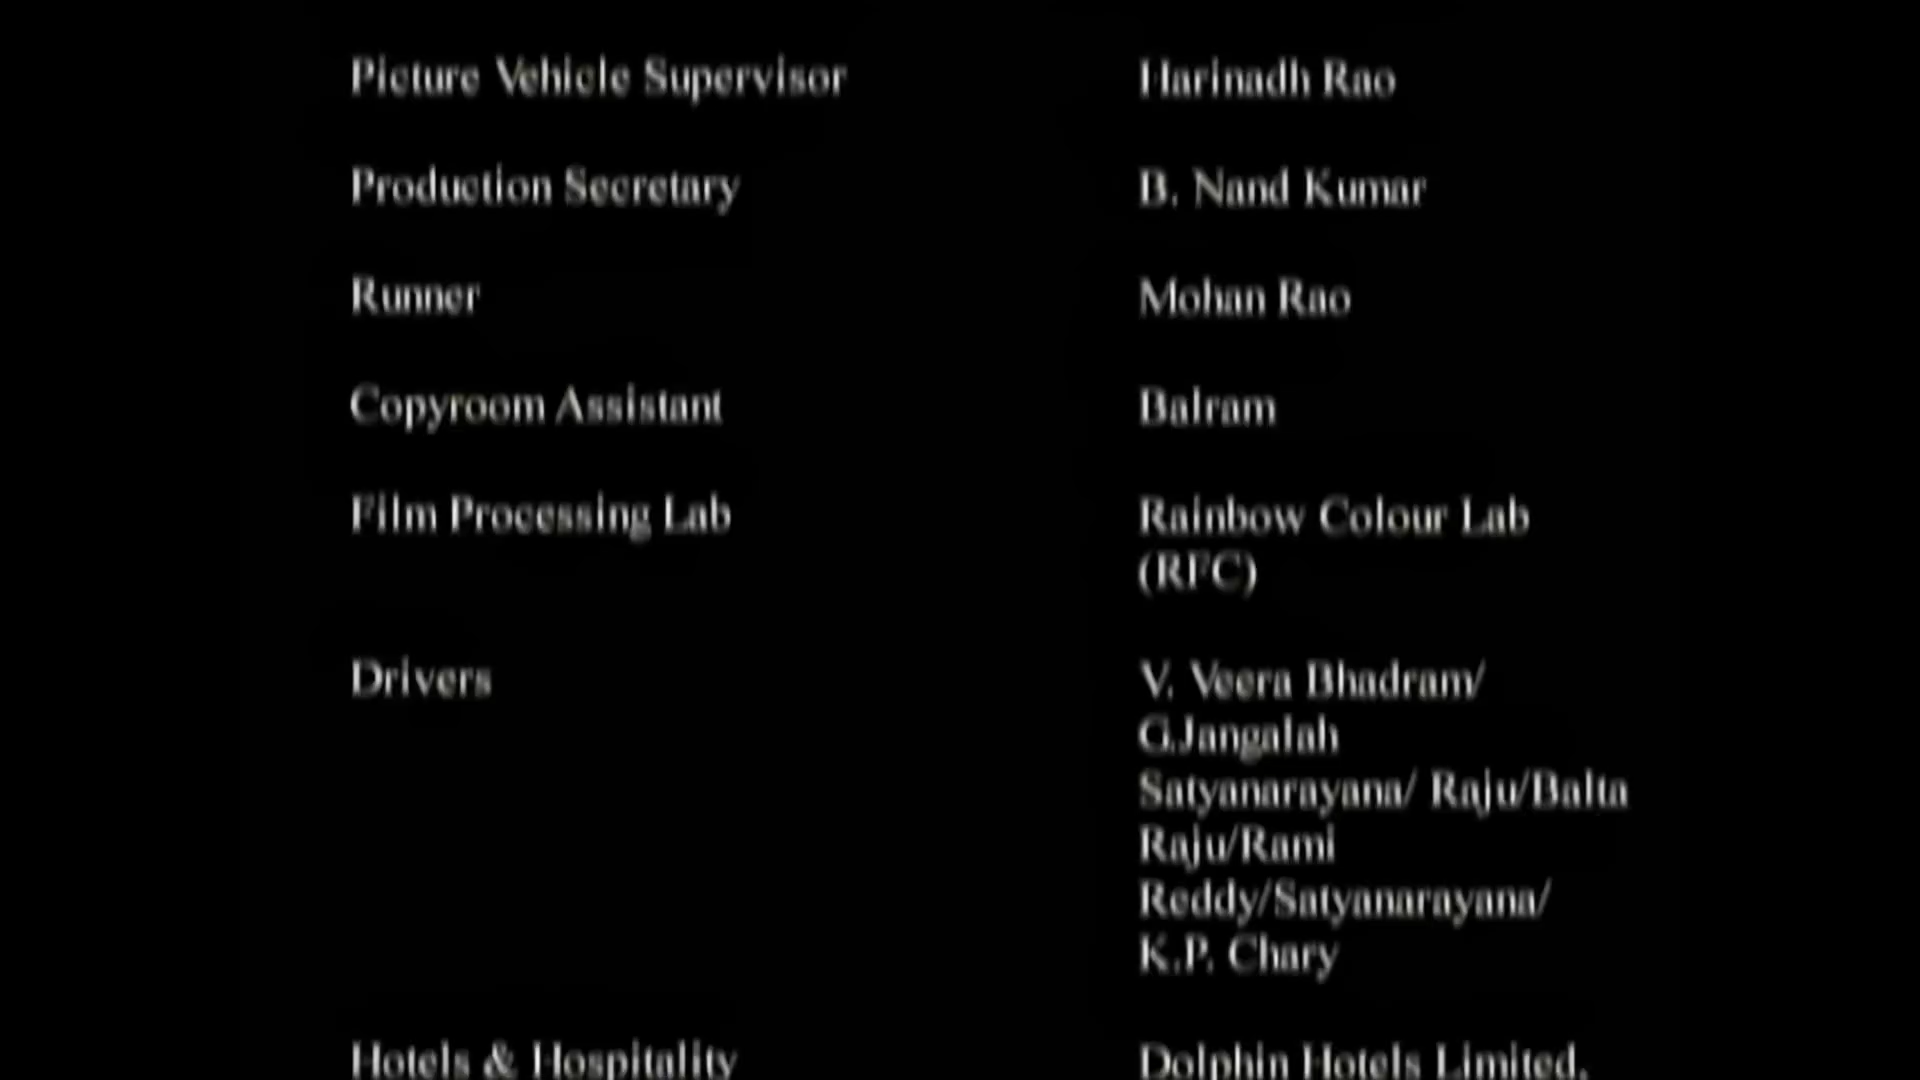 Picture Vehicle Supervisor Harinadh Rao
Production Secretary B. Nand Kumar
Runner Mohan Rao
Copyroom Assistant Balram
Film Processing Lab Rainbow Colour Lab
(RFC)
Drivers V. Veera Bhadram/
G.Jangalah
Satyanarayana/ Raju/Balta
Raju/Rami
Reddy/Satyanarayana/
K.P. Chary
Hotels & Hospitality Dolphin Hotels Limited,